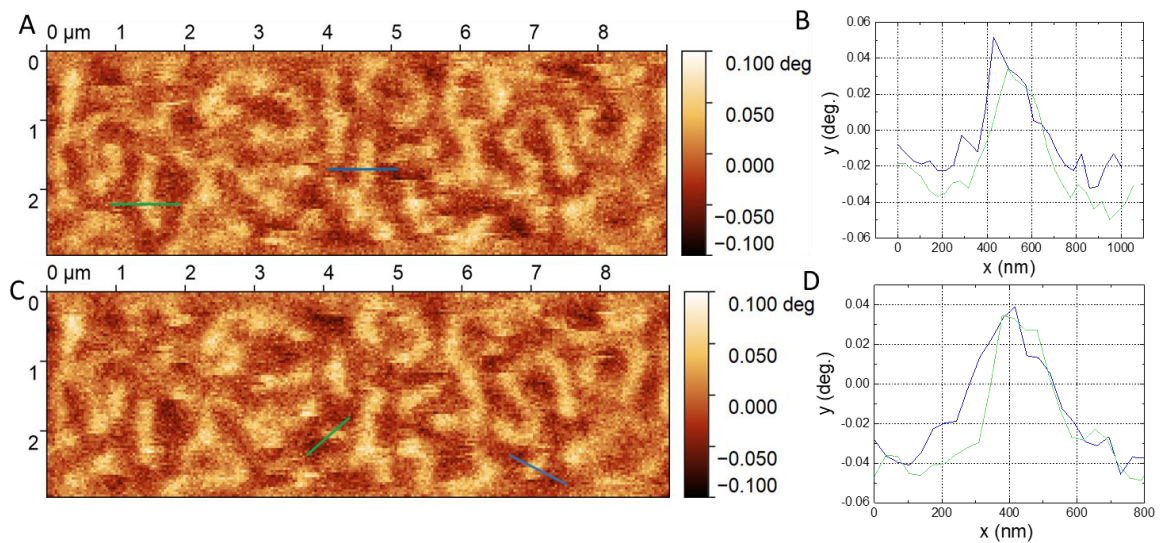 A
0 µm 1 2 3 4 5 6 7 8
0
1
2
0.100 deg
0.050
0.000
−0.050
−0.100
B
y (deg.)
0.06
0.04
0.02
0.00
-0.02
-0.04
-0.06
0 200 400 600 800 1000
x (nm)
C
0 µm 1 2 3 4 5 6 7 8
0
1
2
0.100 deg
0.050
0.000
−0.050
−0.100
D
y (deg.)
0.04
0.02
0.00
-0.02
-0.04
-0.06
0 200 400 600 800
x (nm)